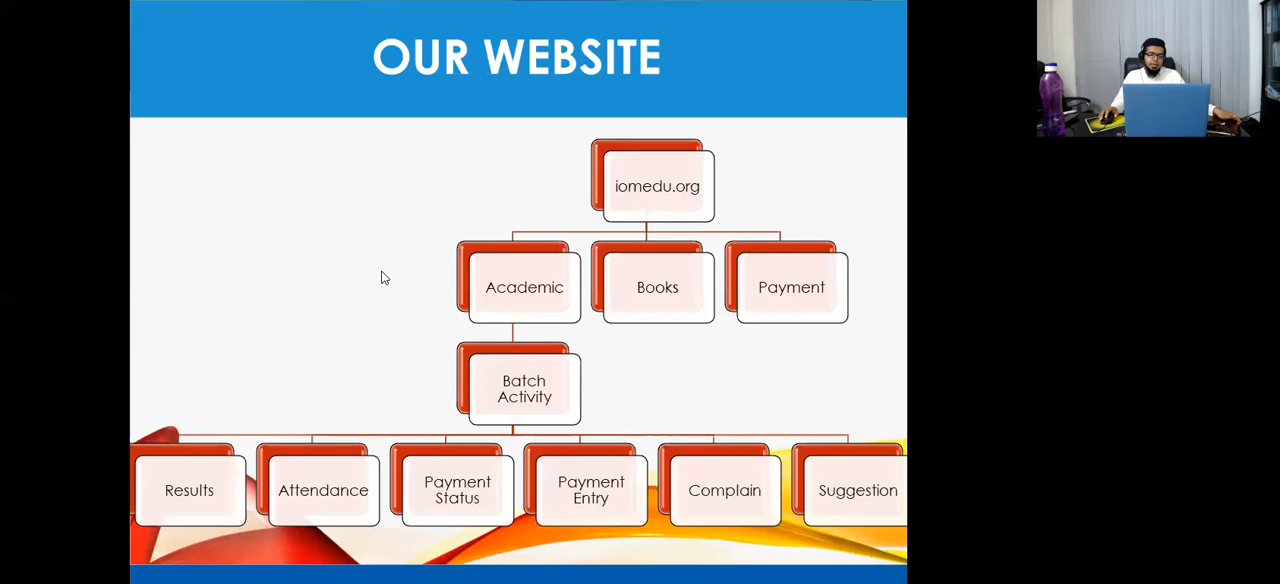 OUR WEBSITE
iomedu.org
Academic
Books
Payment
Batch
Activity
Results
Attendance
Payment
Status
Payment
Entry
Complain
Suggestion